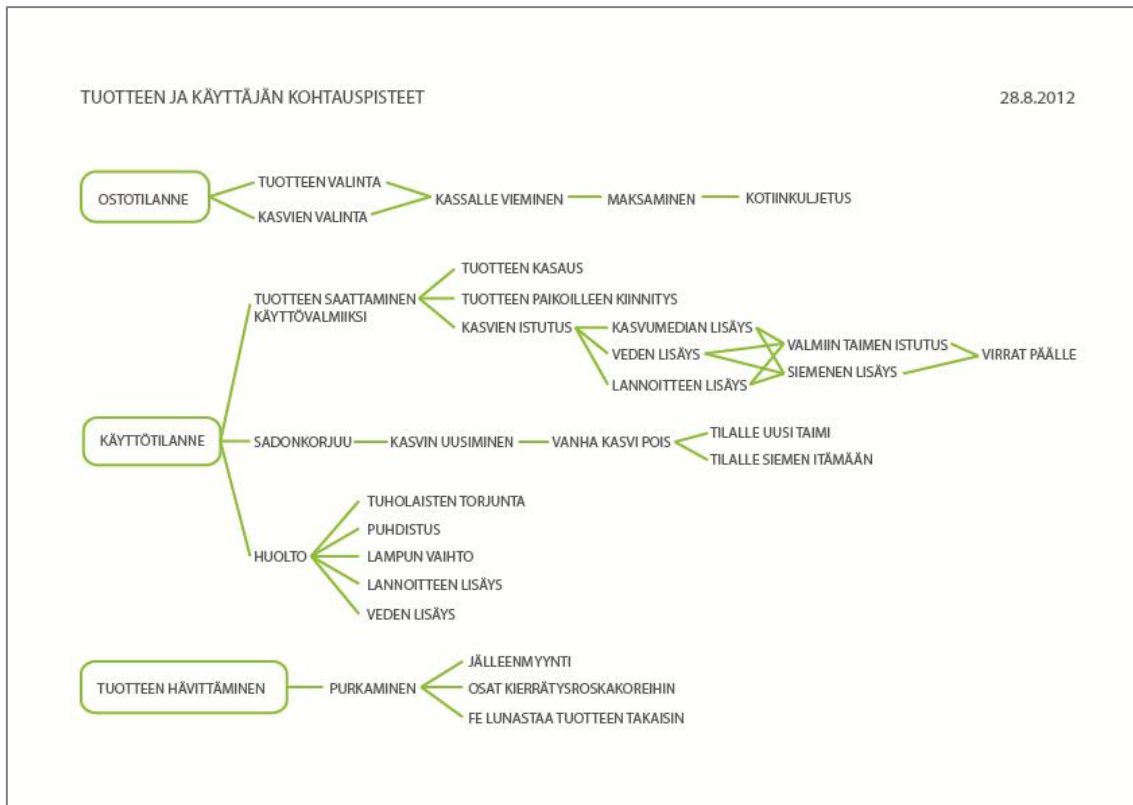 TUOTTEEN JA KÄYTTÄJÄN KOHTAUSPISTEET
28.8.2012
OSTOTILANNE
TUOTTEEN VALINTA
KASVIEN VALINTA
KASSALLE VIEMINEN
MAKSAMINEN
KOTIINKULJETUS
KÄYTTÖTILANNE
TUOTTEEN SAATTAMINEN
KÄYTTÖVALMIIKSI
TUOTTEEN KASAUS
TUOTTEEN PAIKOILLEEN KIINNITYS
KASVIEN ISTUTUS
KASVUMEDIAN LISÄYS
VEDEN LISÄYS
LANNOITTEEN LISÄYS
VALMIIN TAIMEN ISTUTUS
SIEMENEN LISÄYS
VIRRAT PÄÄLLE
SADONKORJUU
KASVIN UUSIMINEN
VANHA KASVI POIS
TILALLE UUSI TAIMI
TILALLE SIEMEN ITÄMÄÄN
HUOLTO
TUHOLAISTEN TORJUNTA
PUHDISTUS
LAMPUN VAIHTO
LANNOITTEEN LISÄYS
VEDEN LISÄYS
TUOTTEEN HÄVITTÄMINEN
PURKAMINEN
JÄLLEENMYYNTI
OSAT KIERRÄTYSROSKAKOREIHIN
FE LUNASTAA TUOTTEEN TAKAISIN